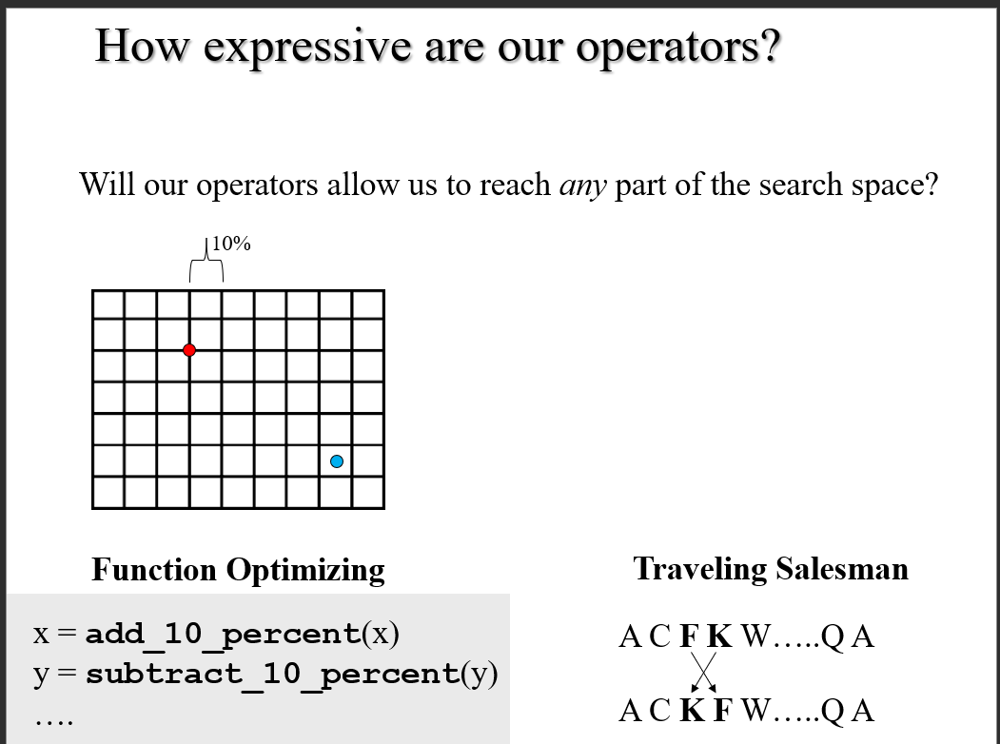 How expressive are our operators?
Will our operators allow us to reach any part of the search space?
10%
Function Optimizing
x = add_10_percent(x)
y = subtract_10_percent(y)
….
Traveling Salesman
A C F K W…..Q A
A C K F W…..Q A